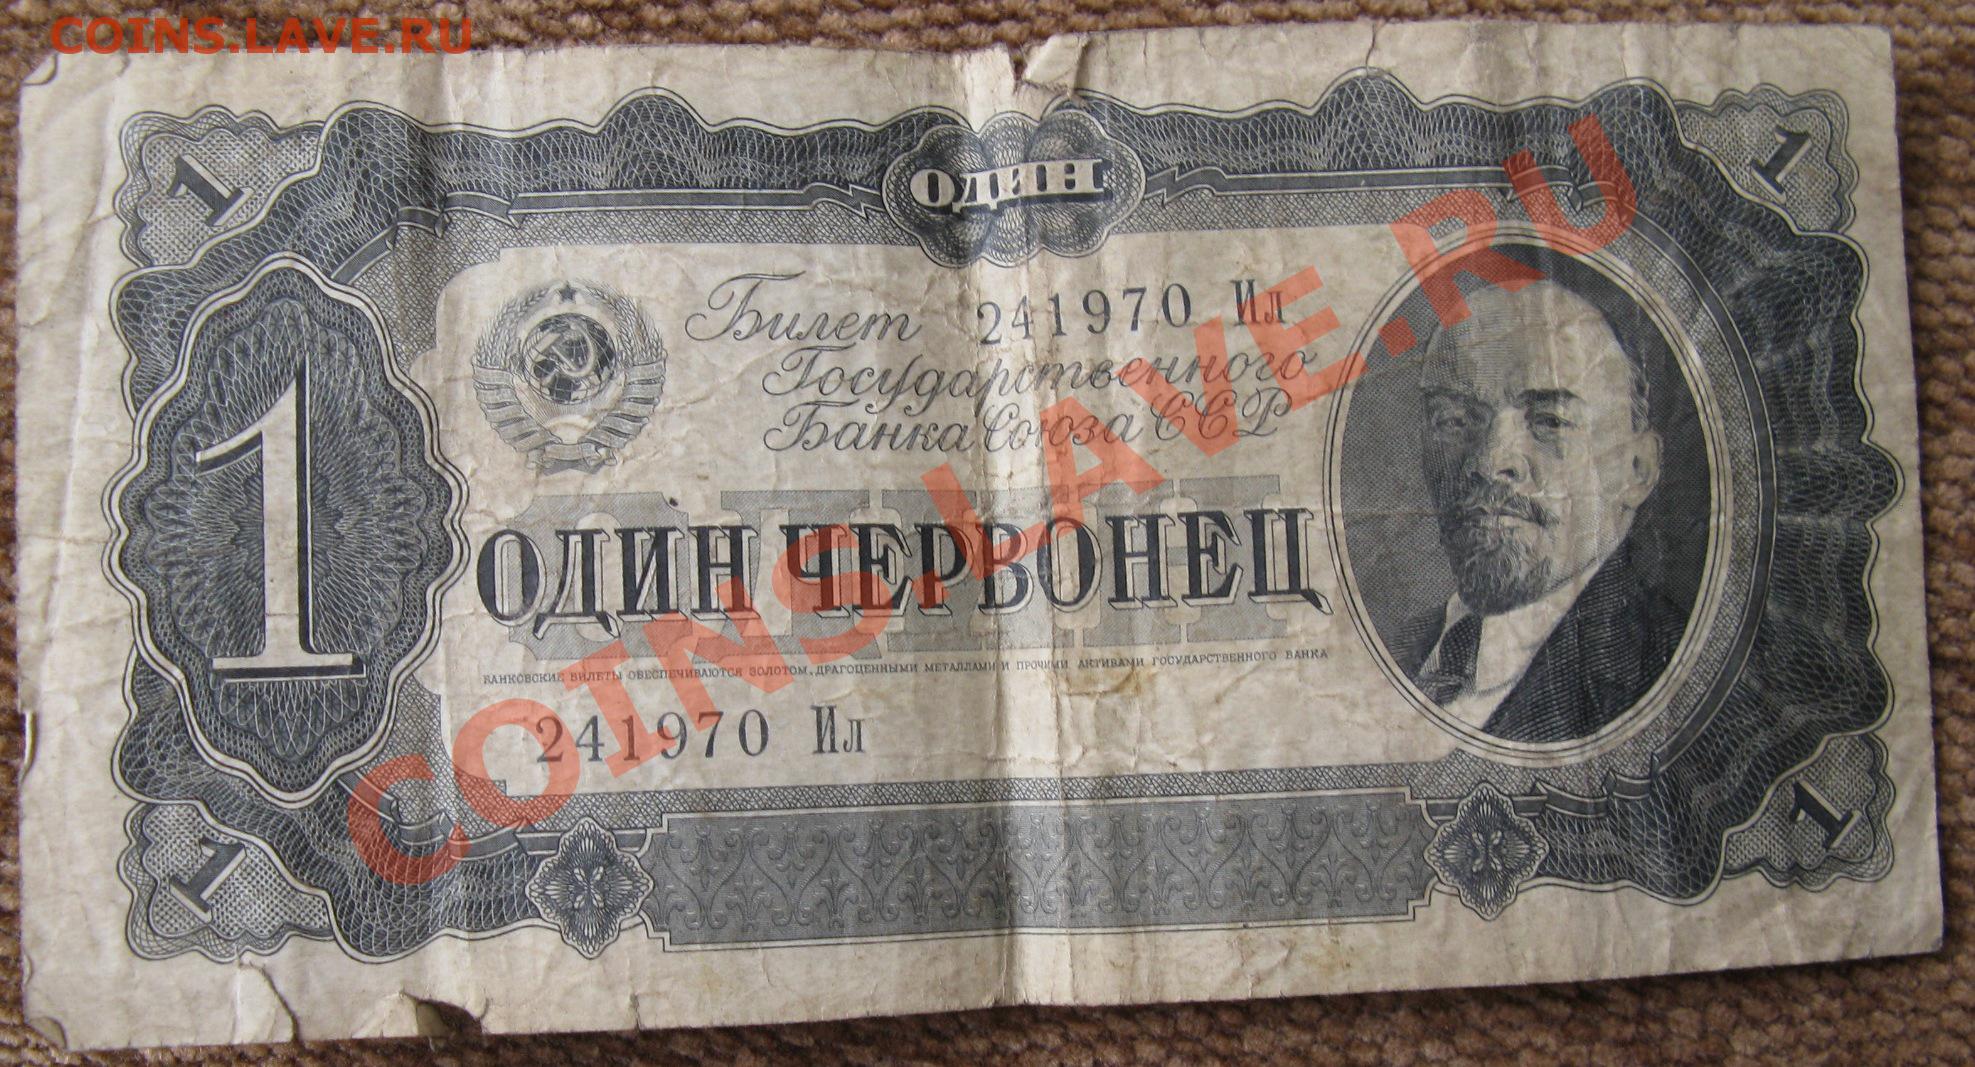 COINS.LAVE.RU
1
ОДИН
1
Билет 241970 Ил
Государственного
Банка Союза ССР
1
ОДИН
ОДИН ЧЕРВОНЕЦ
БАНКОВСКИЕ БИЛЕТЫ ОБЕСПЕЧИВАЮТСЯ ЗОЛОТОМ, ДРАГОЦЕННЫМИ МЕТАЛЛАМИ И ПРОЧИМИ АКТИВАМИ ГОСУДАРСТВЕННОГО БАНКА
241970 Ил
1
1
COINS.LAVE.RU